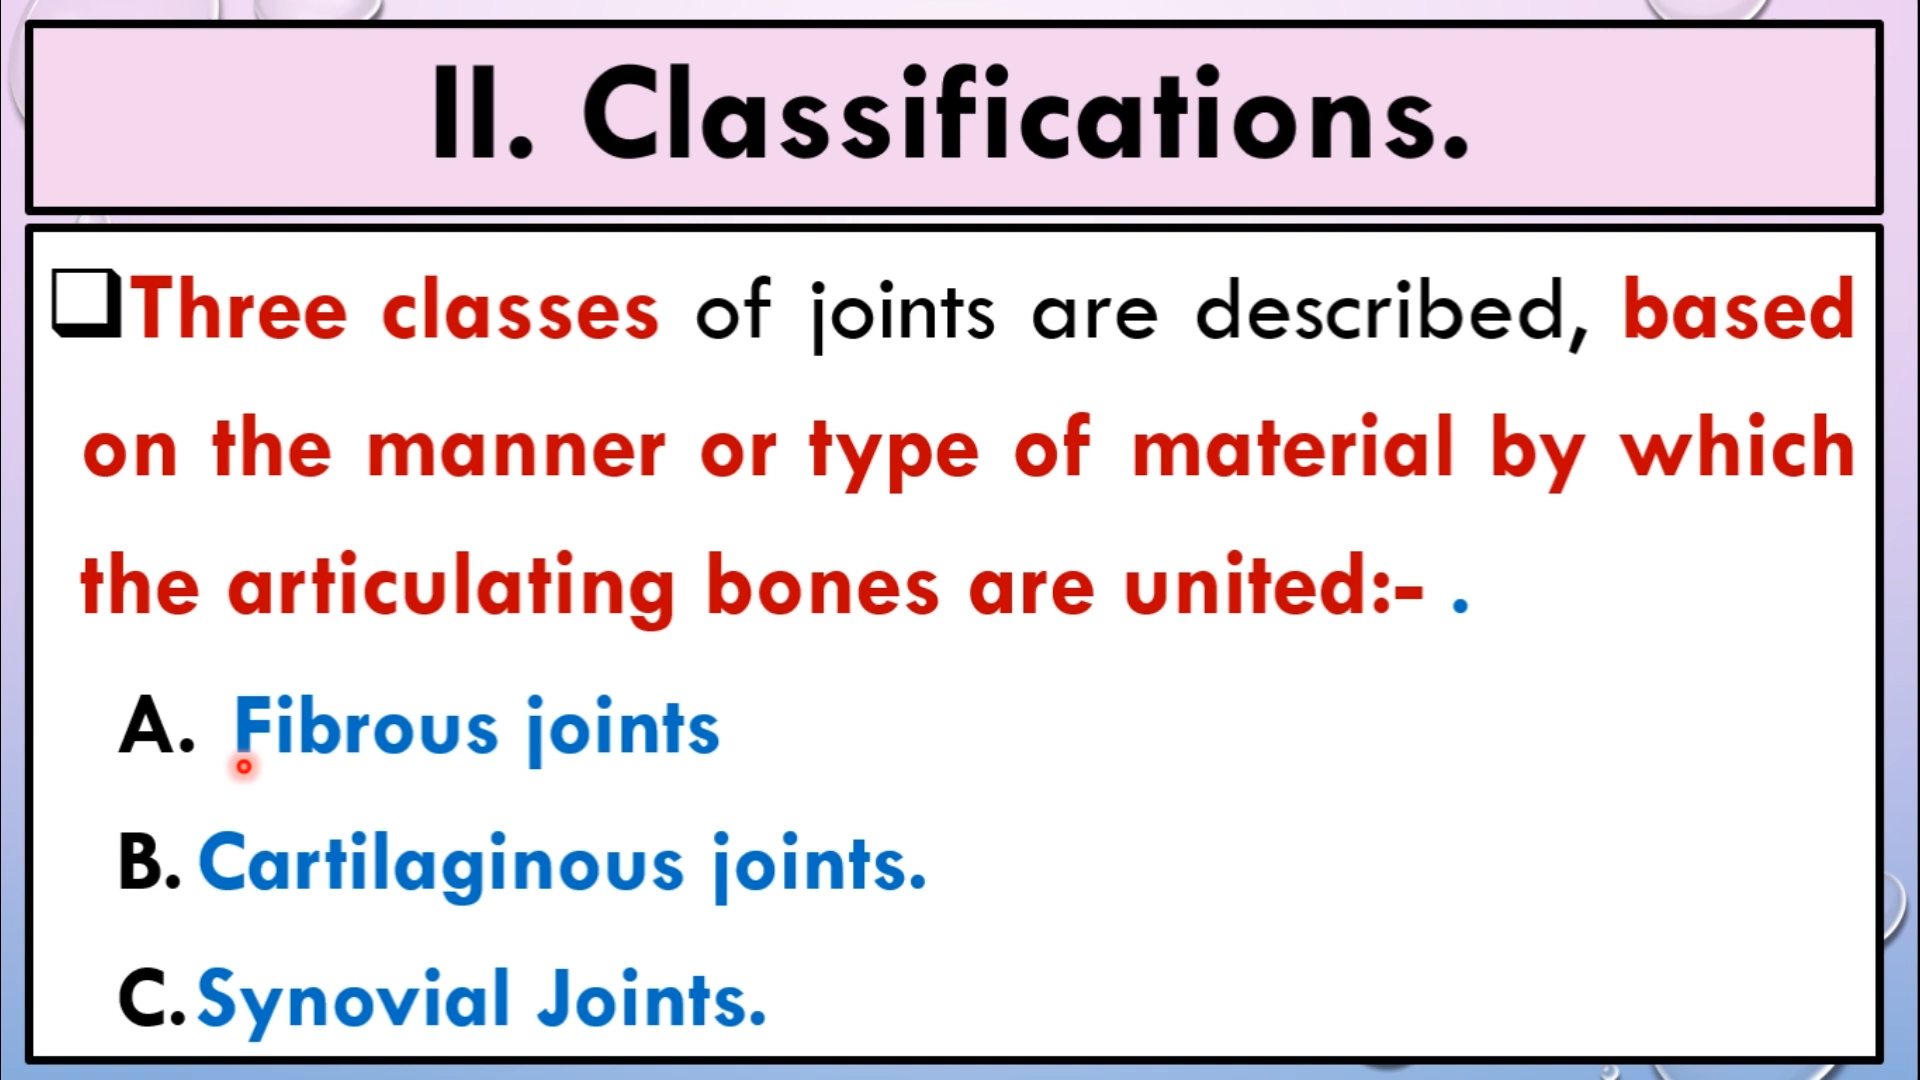 II. Classifications.
❑Three classes of joints are described, based
on the manner or type of material by which
the articulating bones are united:- .
A. Fibrous joints
B. Cartilaginous joints.
C. Synovial Joints.